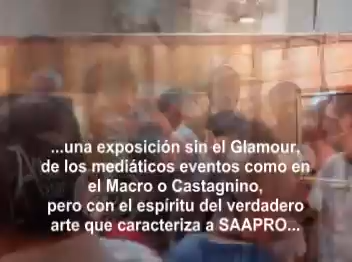 ...una exposición sin el Glamour,
de los mediáticos eventos como en
el Macro o Castagnino,
pero con el espíritu del verdadero
arte que caracteriza a SAAPRO...